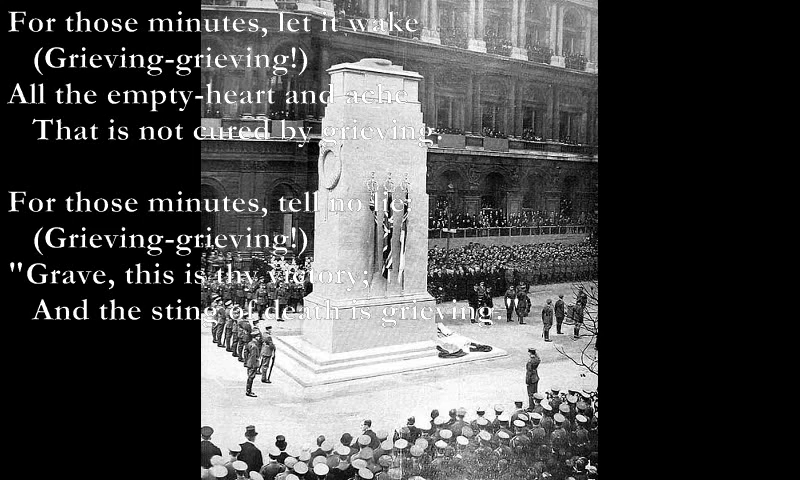 For those minutes, let it wake
(Grieving-grieving!)
All the empty-heart and ache
That is not cured by grieving.
For those minutes, tell no lie:
(Grieving-grieving!)
"Grave, this is thy victory;
And the sting of death is grieving.